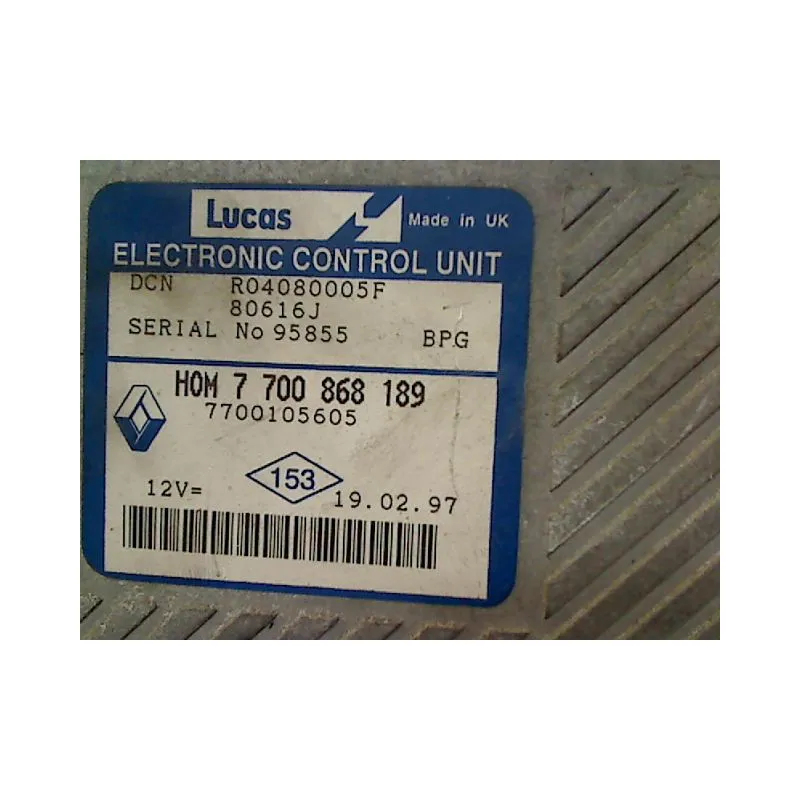 Lucas Made in UK
ELECTRONIC CONTROL UNIT
DCN R04080005F
80616J
SERIAL No 95855 BPG
HOM 7 700 868 189
7700105605
153
12V= 19.02.97